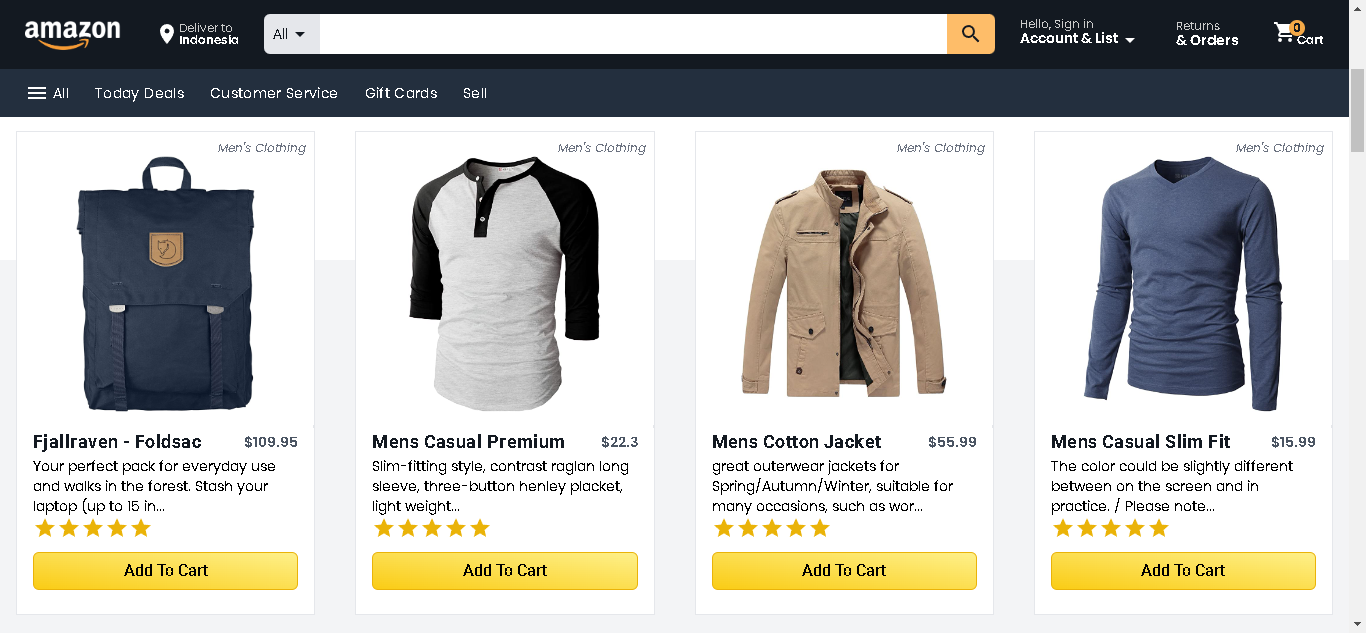 amazon
Deliver to
Indonesia
All
Hello, Sign in
Account & List
Returns
& Orders
0
Cart
All
Today Deals
Customer Service
Gift Cards
Sell
Men's Clothing
Fjallraven - Foldsac
$109.95
Your perfect pack for everyday use
and walks in the forest. Stash your
laptop (up to 15 in...
Add To Cart
Men's Clothing
Mens Casual Premium
$22.3
Slim-fitting style, contrast raglan long
sleeve, three-button henley placket,
light weight...
Add To Cart
Men's Clothing
Mens Cotton Jacket
$55.99
great outerwear jackets for
Spring/Autumn/Winter, suitable for
many occasions, such as wor...
Add To Cart
Men's Clothing
Mens Casual Slim Fit
$15.99
The color could be slightly different
between on the screen and in
practice. / Please note...
Add To Cart